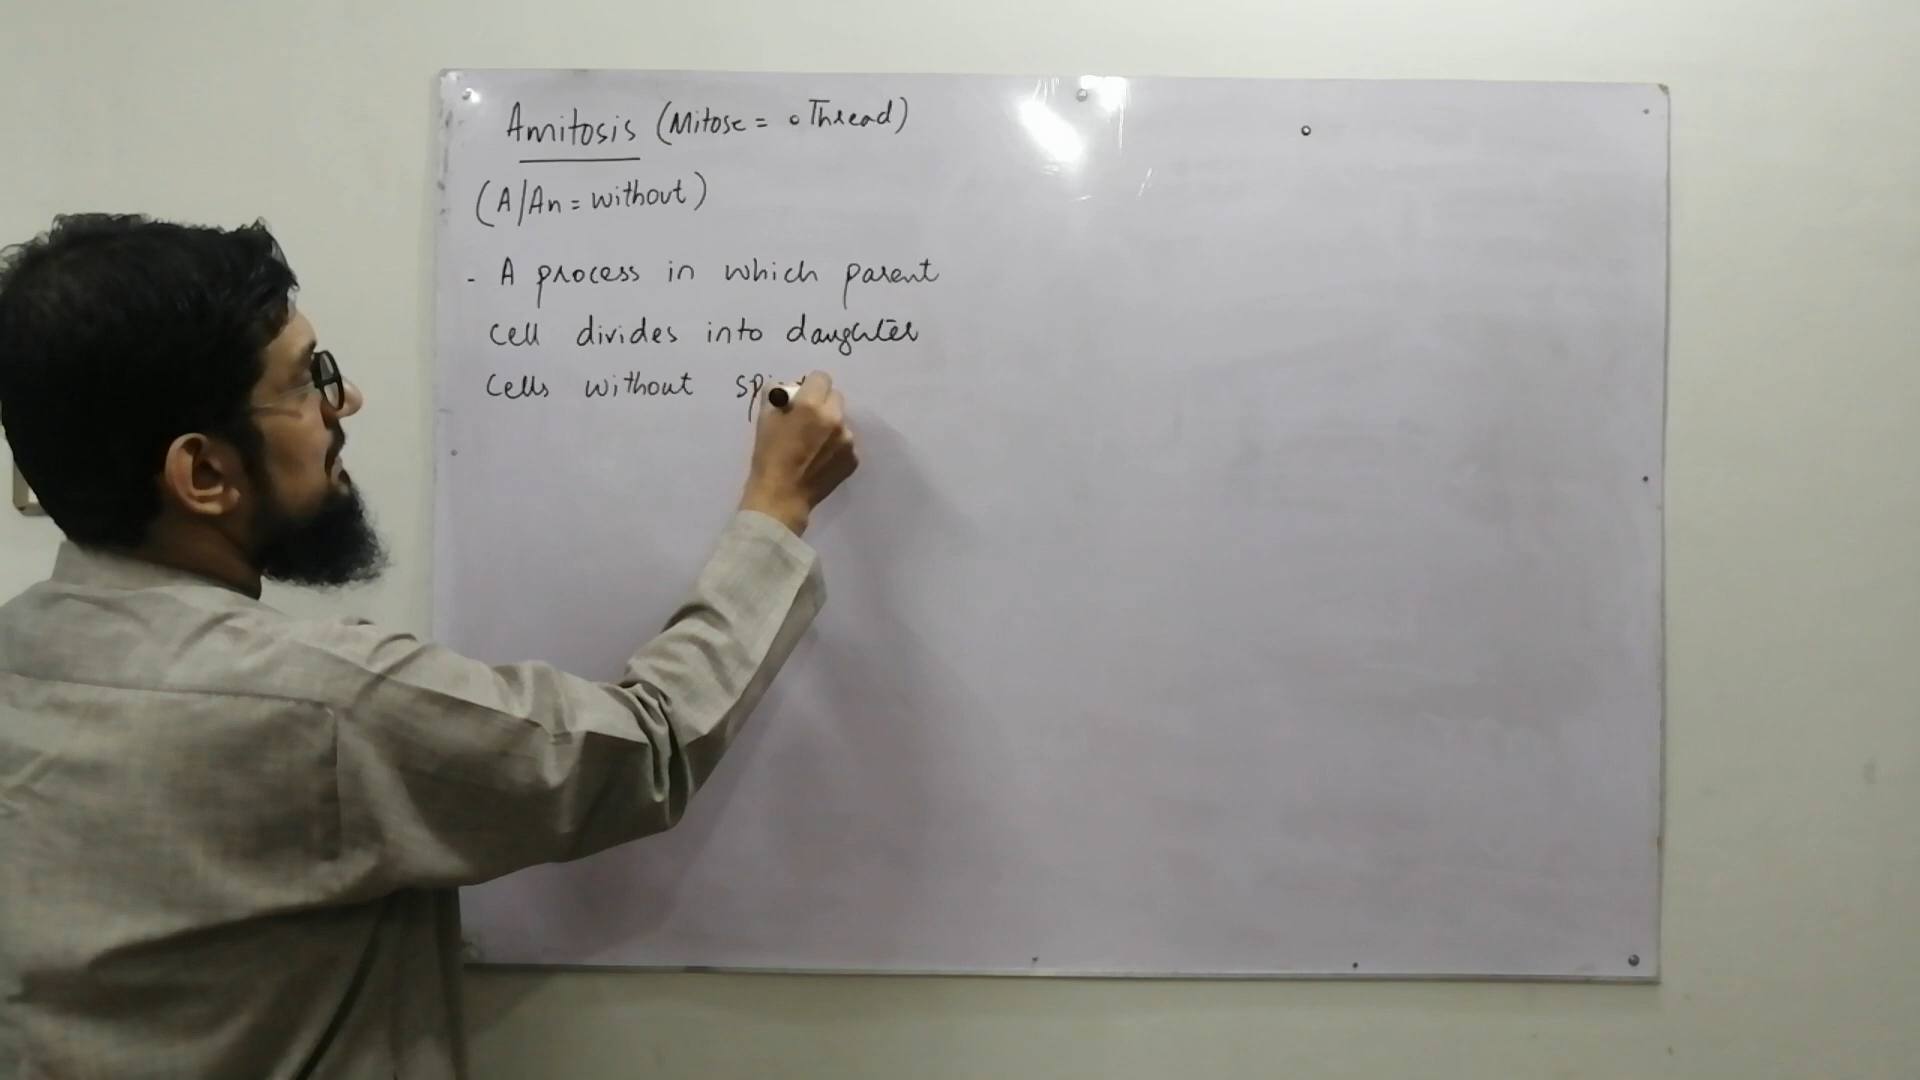 Amitosis (Mitose = Thread)
(A/An = without)
- A process in which parent
cell divides into daughter
cells without